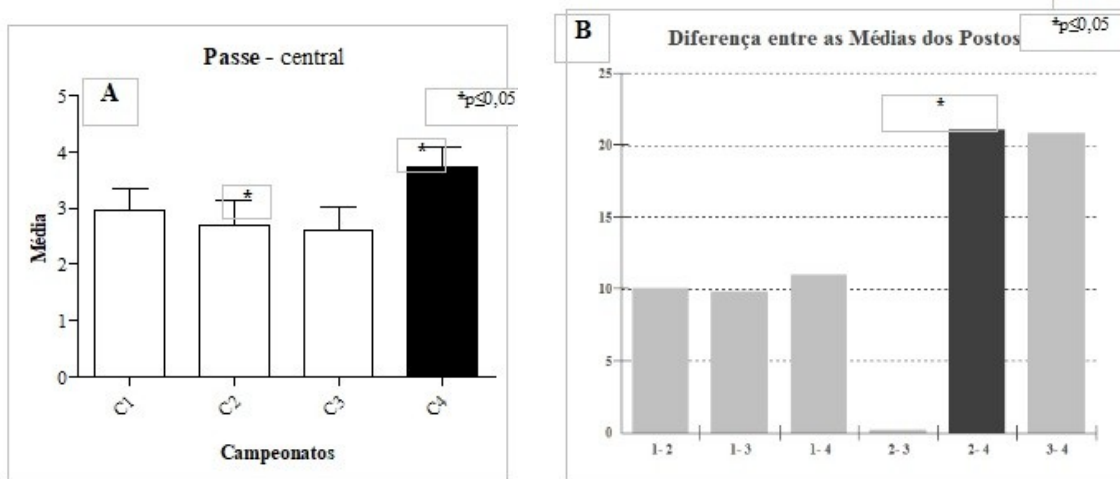 Passe - central
A
*p≤0,05
5
4
3
2
1
0
Média
*
*
C1
C2
C3
C4
Campeonatos
B
Diferença entre as Médias dos Postos
*p≤0,05
25
20
15
10
5
0
*
1- 2
1- 3
1- 4
2- 3
2- 4
3- 4